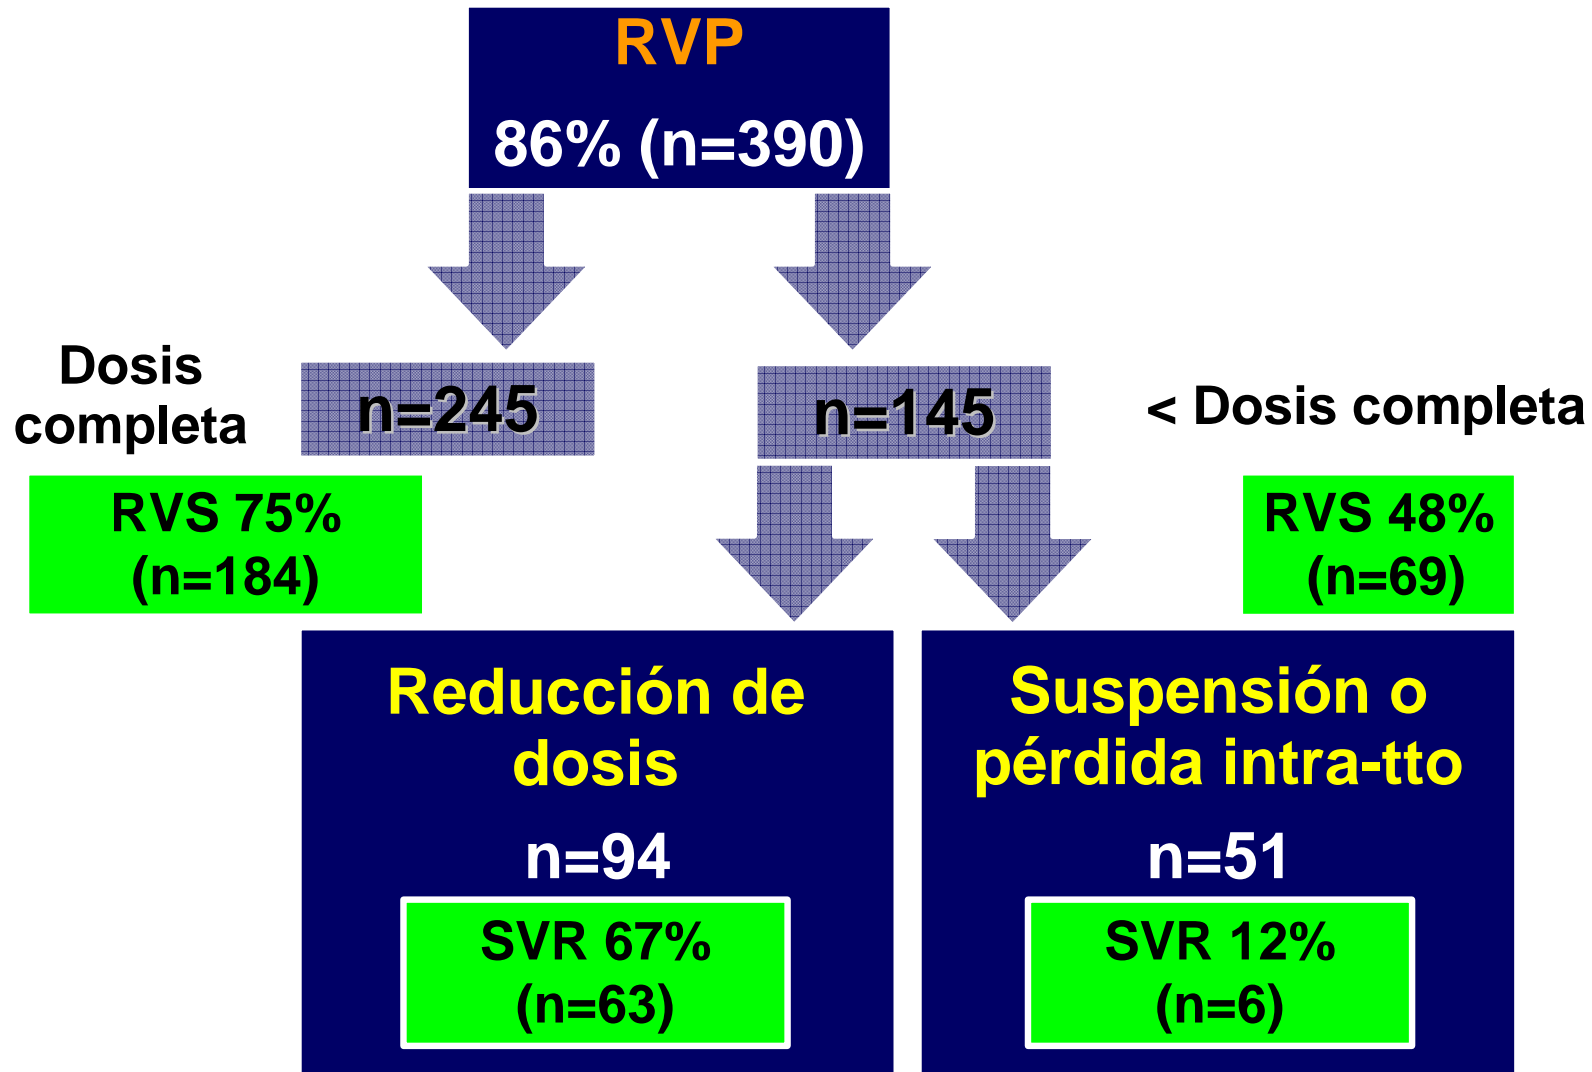 RVP
86% (n=390)
Dosis
completa
n=245
n=145
< Dosis completa
RVS 75%
(n=184)
RVS 48%
(n=69)
Reducción de
dosis
n=94
SVR 67%
(n=63)
Suspensión o
pérdida intra-tto
n=51
SVR 12%
(n=6)